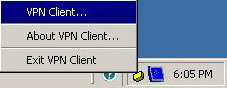 VPN Client...
About VPN Client...
Exit VPN Client
6:05 PM